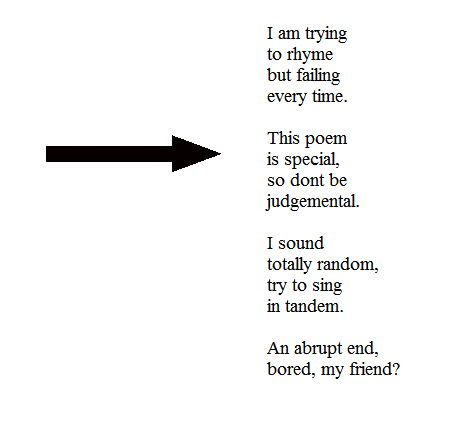 I am trying
to rhyme
but failing
every time.

This poem
is special,
so dont be
judgemental.

I sound
totally random,
try to sing
in tandem.

An abrupt end,
bored, my friend?